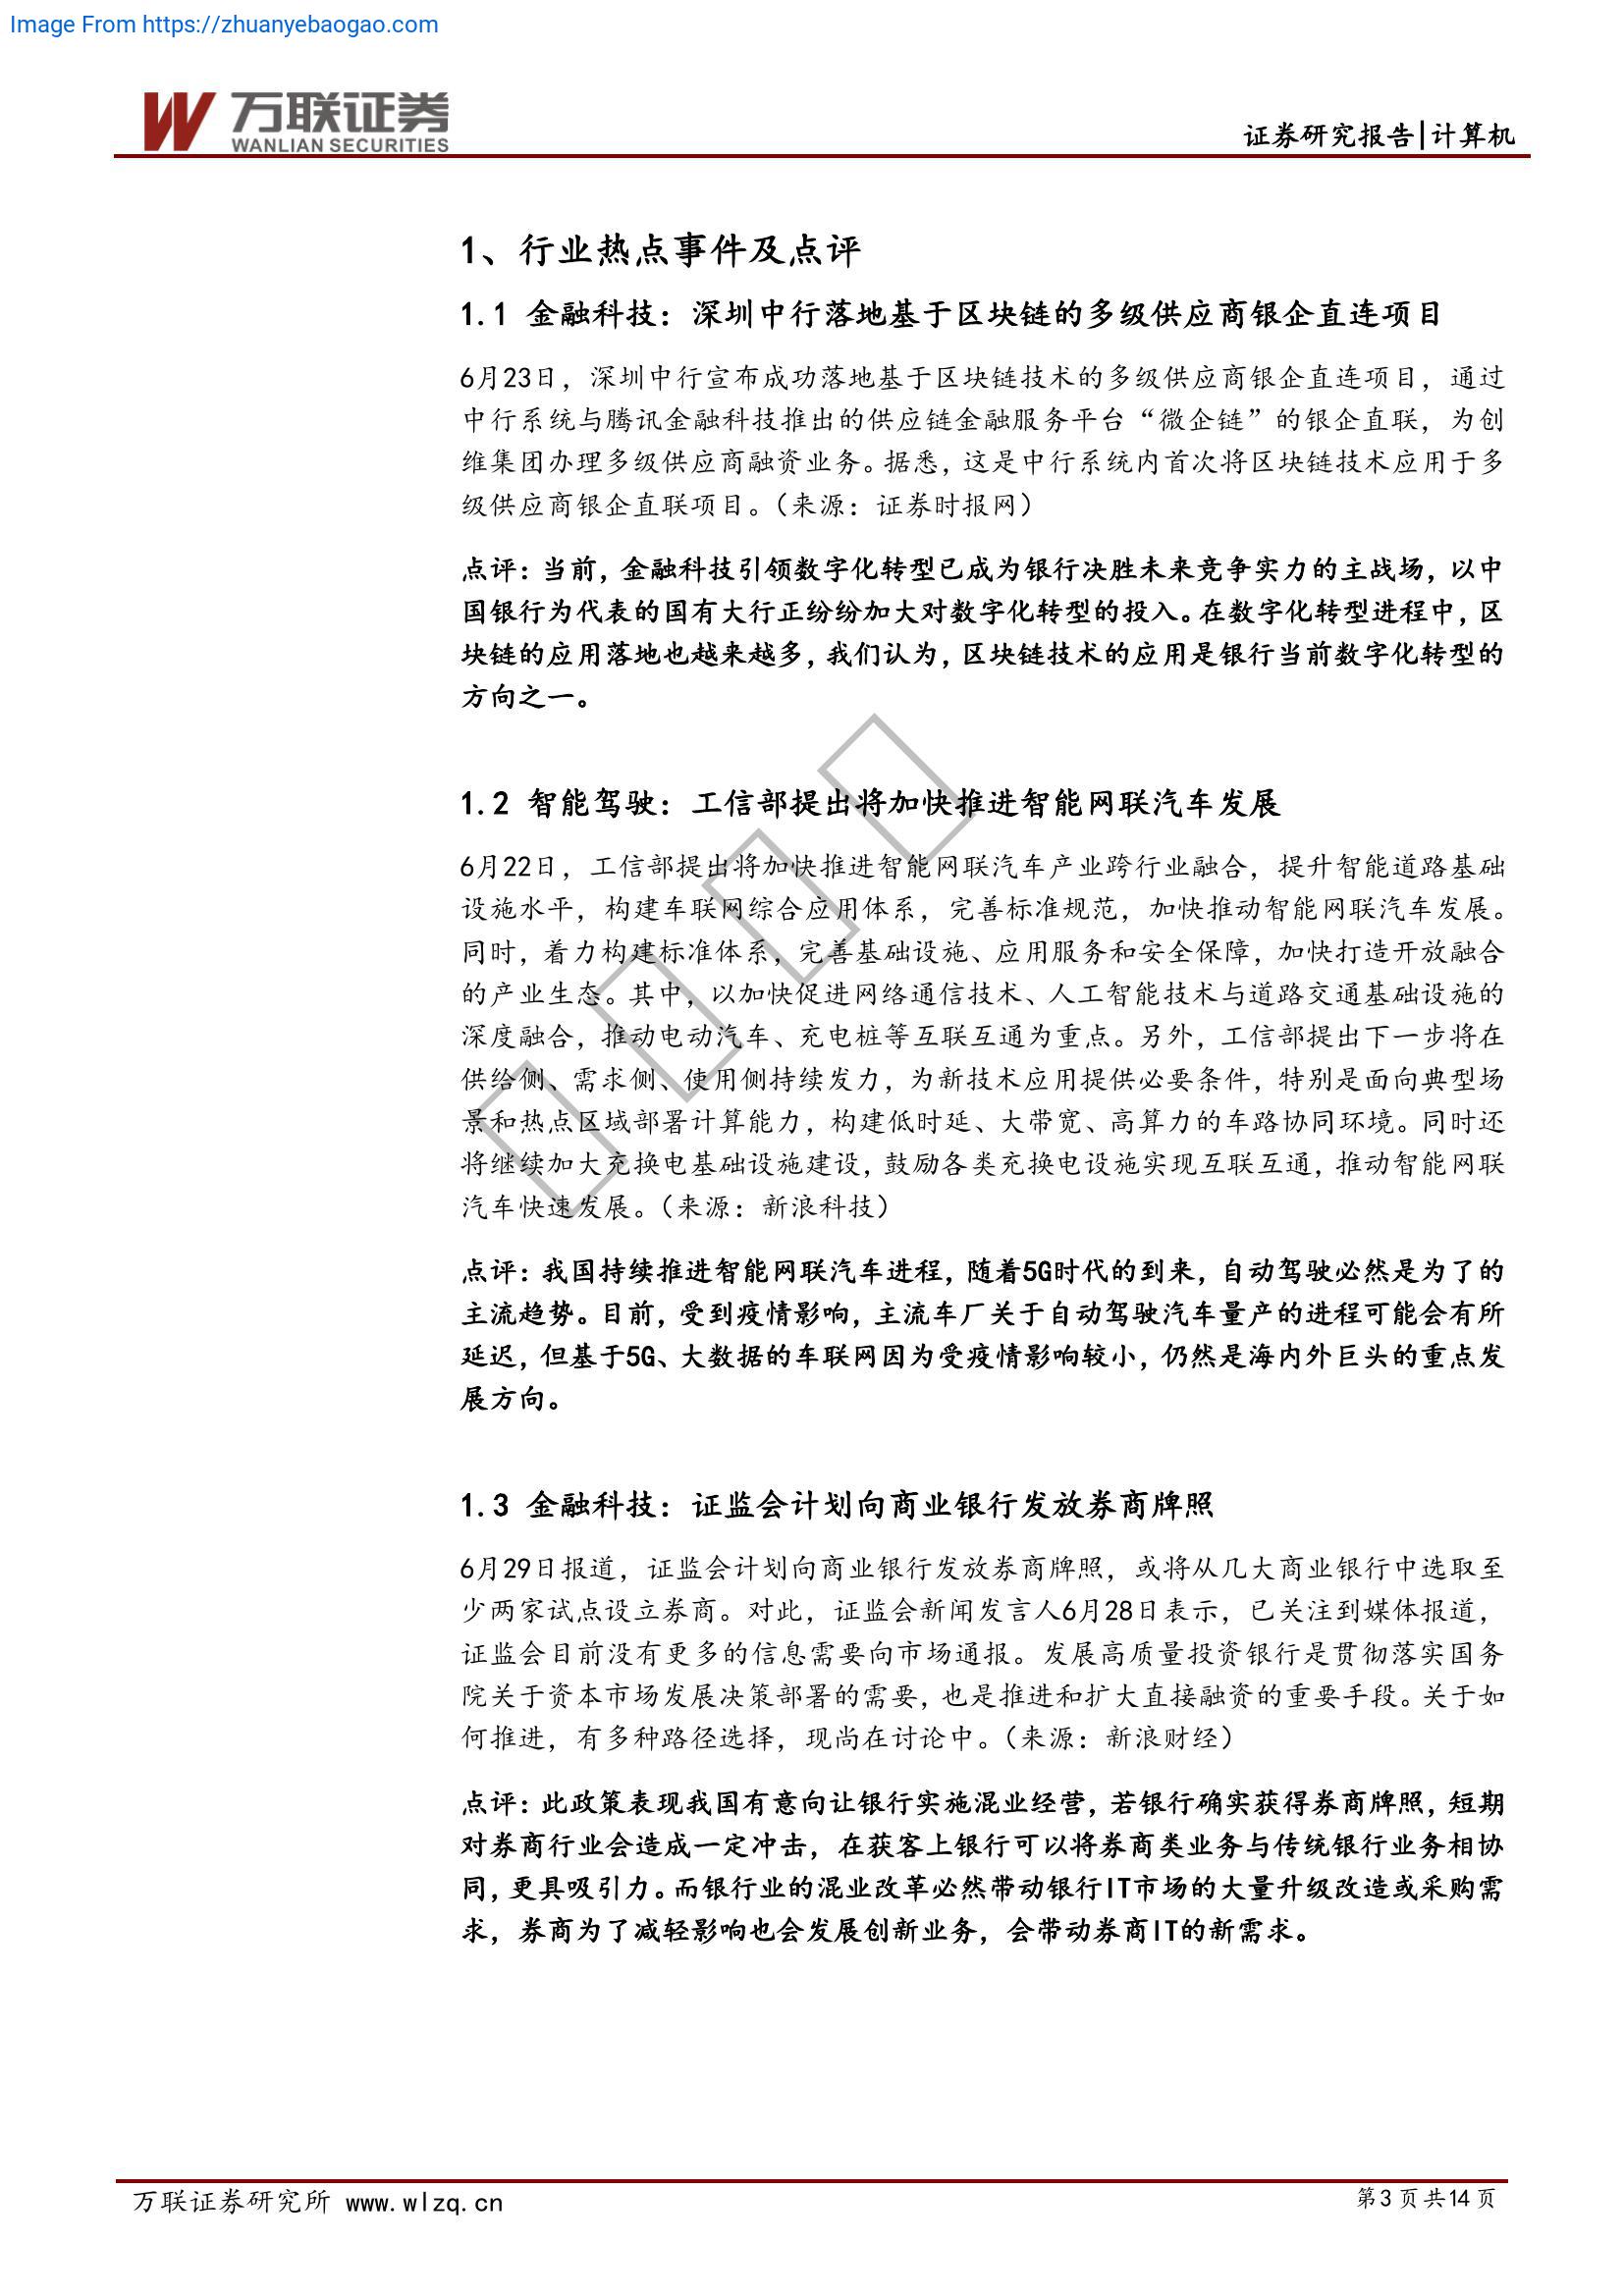 Image From https://zhuanyebaogao.com
万联证券
WANLIAN SECURITIES
证券研究报告|计算机
1、行业热点事件及点评
1.1 金融科技：深圳中行落地基于区块链的多级供应商银企直连项目
6月23日，深圳中行宣布成功落地基于区块链技术的多级供应商银企直连项目，通过
中行系统与腾讯金融科技推出的供应链金融服务平台“微企链”的银企直联，为创
维集团办理多级供应商融资业务。据悉，这是中行系统内首次将区块链技术应用于多
级供应商银企直联项目。（来源：证券时报网）
点评：当前，金融科技引领数字化转型已成为银行决胜未来竞争实力的主战场，以中
国银行为代表的国有大行正纷纷加大对数字化转型的投入。在数字化转型进程中，区
块链的应用落地也越来越多，我们认为，区块链技术的应用是银行当前数字化转型的
方向之一。
1.2 智能驾驶：工信部提出将加快推进智能网联汽车发展
6月22日，工信部提出将加快推进智能网联汽车产业跨行业融合，提升智能道路基础
设施水平，构建车联网综合应用体系，完善标准规范，加快推动智能网联汽车发展。
同时，着力构建标准体系，完善基础设施、应用服务和安全保障，加快打造开放融合
的产业生态。其中，以加快促进网络通信技术、人工智能技术与道路交通基础设施的
深度融合，推动电动汽车、充电桩等互联互通为重点。另外，工信部提出下一步将在
供给侧、需求侧、使用侧持续发力，为新技术应用提供必要条件，特别是面向典型场
景和热点区域部署计算能力，构建低时延、大带宽、高算力的车路协同环境。同时还
将继续加大充换电基础设施建设，鼓励各类充换电设施实现互联互通，推动智能网联
汽车快速发展。（来源：新浪科技）
点评：我国持续推进智能网联汽车进程，随着5G时代的到来，自动驾驶必然是为了的
主流趋势。目前，受到疫情影响，主流车厂关于自动驾驶汽车量产的进程可能会有所
延迟，但基于5G、大数据的车联网因为受疫情影响较小，仍然是海内外巨头的重点发
展方向。
1.3 金融科技：证监会计划向商业银行发放券商牌照
6月29日报道，证监会计划向商业银行发放券商牌照，或将从几大商业银行中选取至
少两家试点设立券商。对此，证监会新闻发言人6月28日表示，已关注到媒体报道，
证监会目前没有更多的信息需要向市场通报。发展高质量投资银行是贯彻落实国务
院关于资本市场发展决策部署的需要，也是推进和扩大直接融资的重要手段。关于如
何推进，有多种路径选择，现尚在讨论中。（来源：新浪财经）
点评：此政策表现我国有意向让银行实施混业经营，若银行确实获得券商牌照，短期
对券商行业会造成一定冲击，在获客上银行可以将券商类业务与传统银行业务相协
同，更具吸引力。而银行业的混业改革必然带动银行IT市场的大量升级改造或采购需
求，券商为了减轻影响也会发展创新业务，会带动券商IT的新需求。
万联证券研究所 www.wlzq.cn
第3页共14页